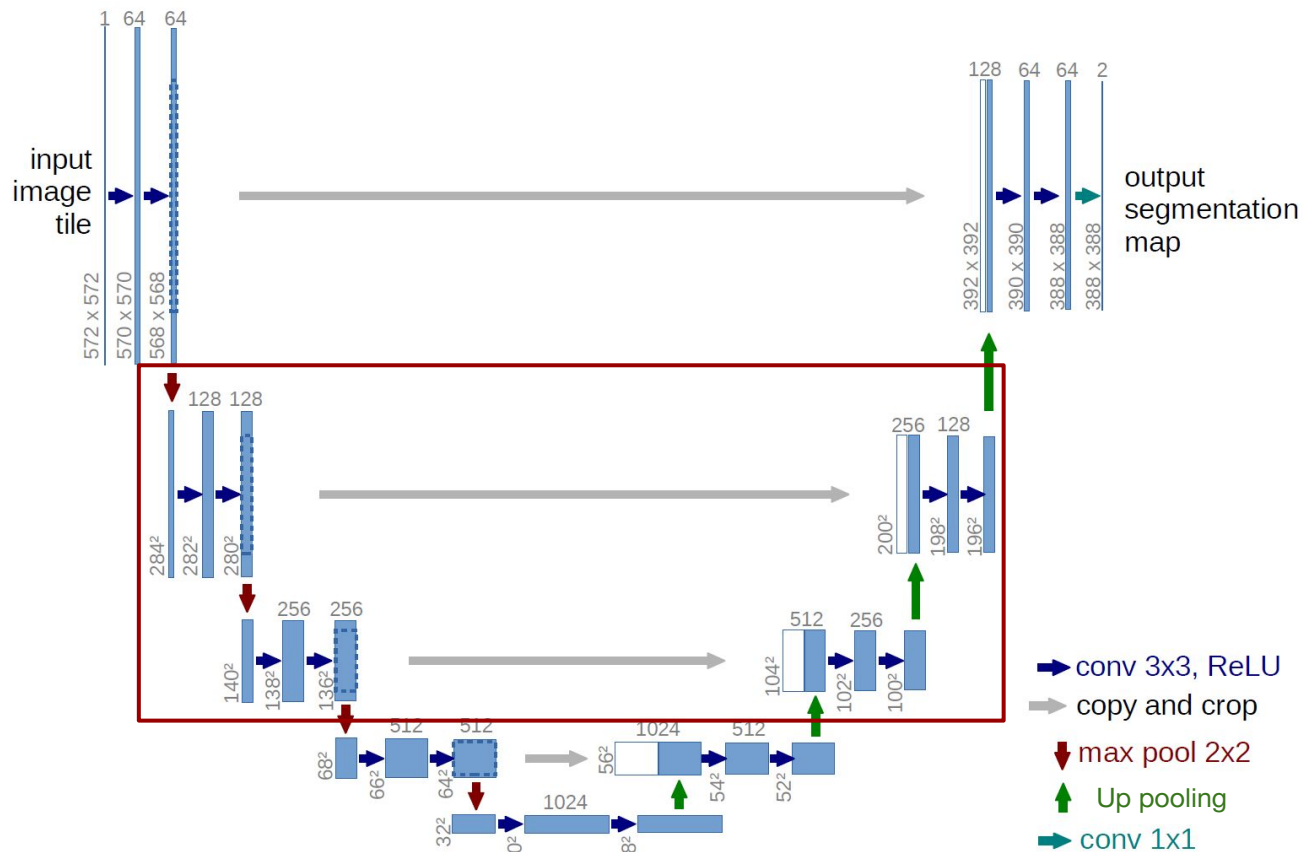 1 64 64
input
image
tile
572 x 572
570 x 570
568 x 568
128 64 64 2
output
segmentation
map
392 x 392
390 x 390
388 x 388
388 x 388
128 128
284²
282²
280²
256 128
200²
198²
196²
256 256
140²
138²
136²
512 256
104²
102²
100²
512 512
68²
66²
64²
1024 512
56²
54²
52²
1024
32²
0²
8²
conv 3x3, ReLU
copy and crop
max pool 2x2
Up pooling
conv 1x1